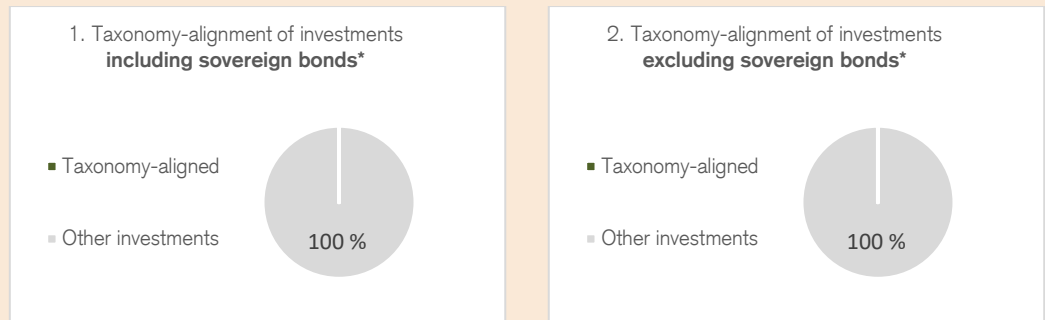 1. Taxonomy-alignment of investments
including sovereign bonds*
Taxonomy-aligned
Other investments
100 %
2. Taxonomy-alignment of investments
excluding sovereign bonds*
Taxonomy-aligned
Other investments
100 %